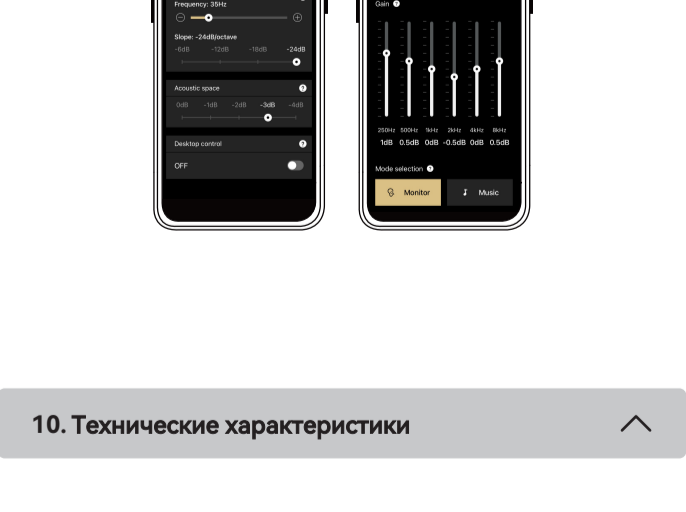 Frequency: 35Hz
Slope: -24dB/octave
-6dB -12dB -18dB -24dB
Acoustic space ?
0dB -1dB -2dB -3dB -4dB
Desktop control ?
OFF
Gain ?
250Hz 500Hz 1kHz 2kHz 4kHz 8kHz
1dB 0.5dB 0dB -0.5dB 0dB 0.5dB
Mode selection ?
Monitor Music
10. Технические характеристики